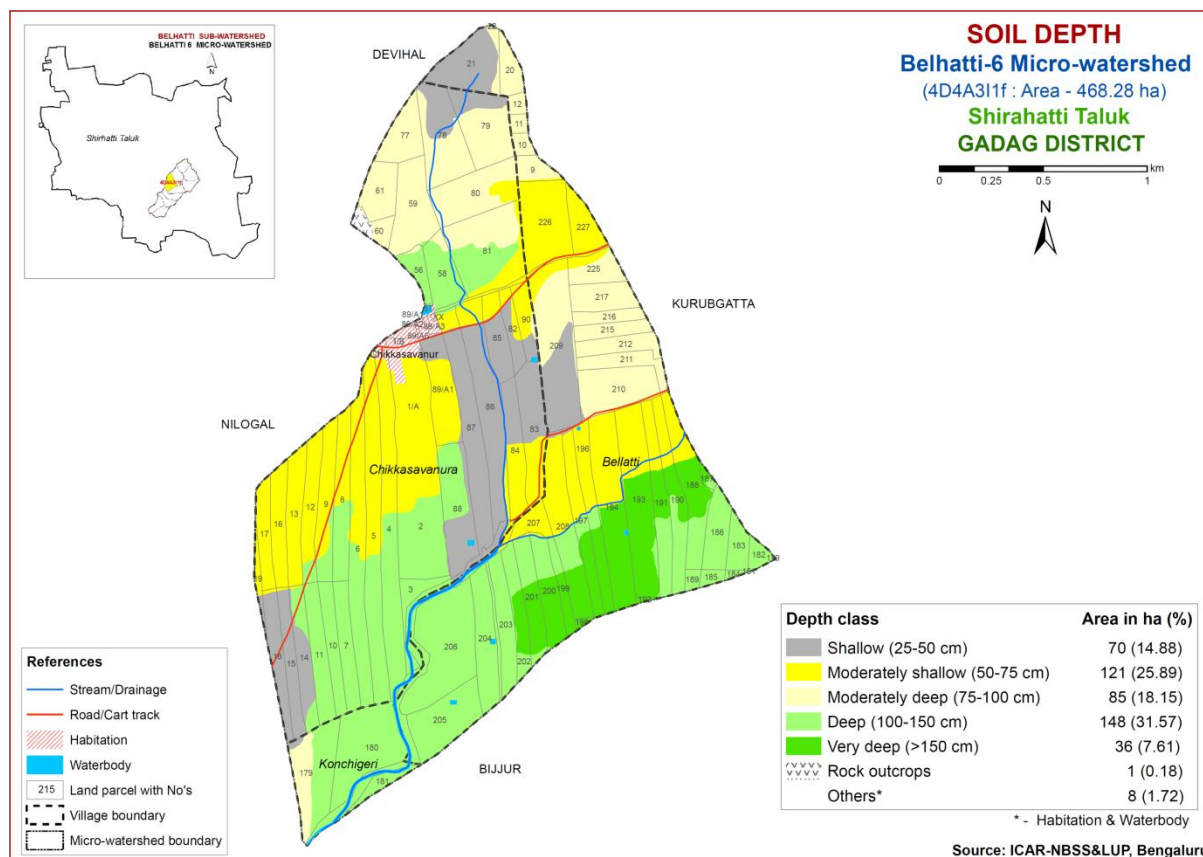 BELHATTI SUB-WATERSHED
BELHATTI 6 MICRO-WATERSHED
N
Shirhatti Taluk
4D4A3I1f
SOIL DEPTH
Belhatti-6 Micro-watershed
(4D4A3I1f : Area - 468.28 ha)
Shirahatti Taluk
GADAG DISTRICT
km
0 0.25 0.5 1
N
DEVIHAL
21
20
12
11
77
78
79
10
9
61
59
80
60
226
227
81
56
58
225
217
KURUBGATTA
216
90
215
82
85
212
209
211
Chikkasavanur
210
89/A1
1/A
86
NILOGAL
87
83
84
196
Bellatti
Chikkasavanura
8
9
12
13
16
17
88
2
4
5
6
193
194
191
190
188
187
207
208
197
186
183
182
189
185
3
201
200
199
203
204
202
206
7
10
11
14
15
18
205
180
179
Konchigeri
181
BIJJUR
References
Stream/Drainage
Road/Cart track
Habitation
Waterbody
215 Land parcel with No's
Village boundary
Micro-watershed boundary
Depth class Area in ha (%)
Shallow (25-50 cm) 70 (14.88)
Moderately shallow (50-75 cm) 121 (25.89)
Moderately deep (75-100 cm) 85 (18.15)
Deep (100-150 cm) 148 (31.57)
Very deep (>150 cm) 36 (7.61)
Rock outcrops 1 (0.18)
Others* 8 (1.72)
* - Habitation & Waterbody
Source: ICAR-NBSS&LUP, Bengaluru